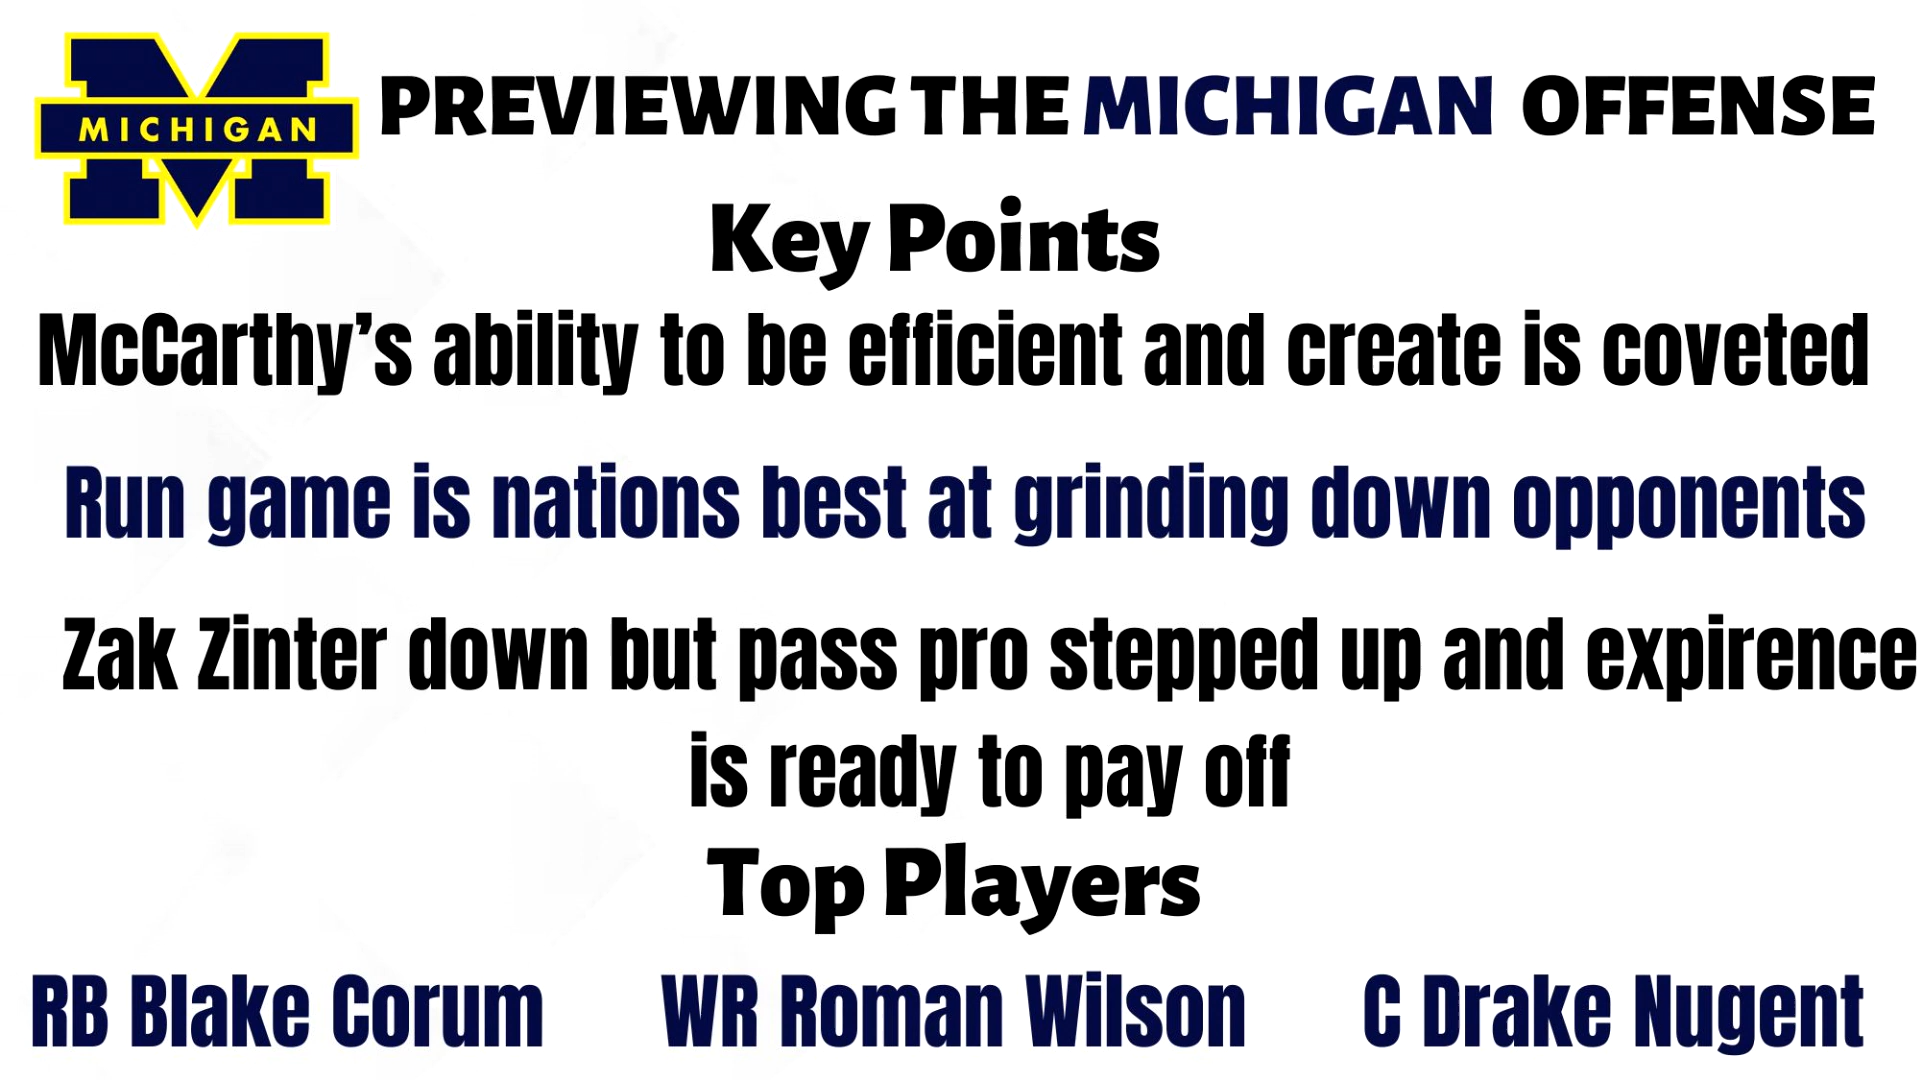 MICHIGAN
PREVIEWING THE MICHIGAN OFFENSE
Key Points
McCarthy’s ability to be efficient and create is coveted
Run game is nations best at grinding down opponents
Zak Zinter down but pass pro stepped up and expirence
is ready to pay off
Top Players
RB Blake Corum WR Roman Wilson C Drake Nugent